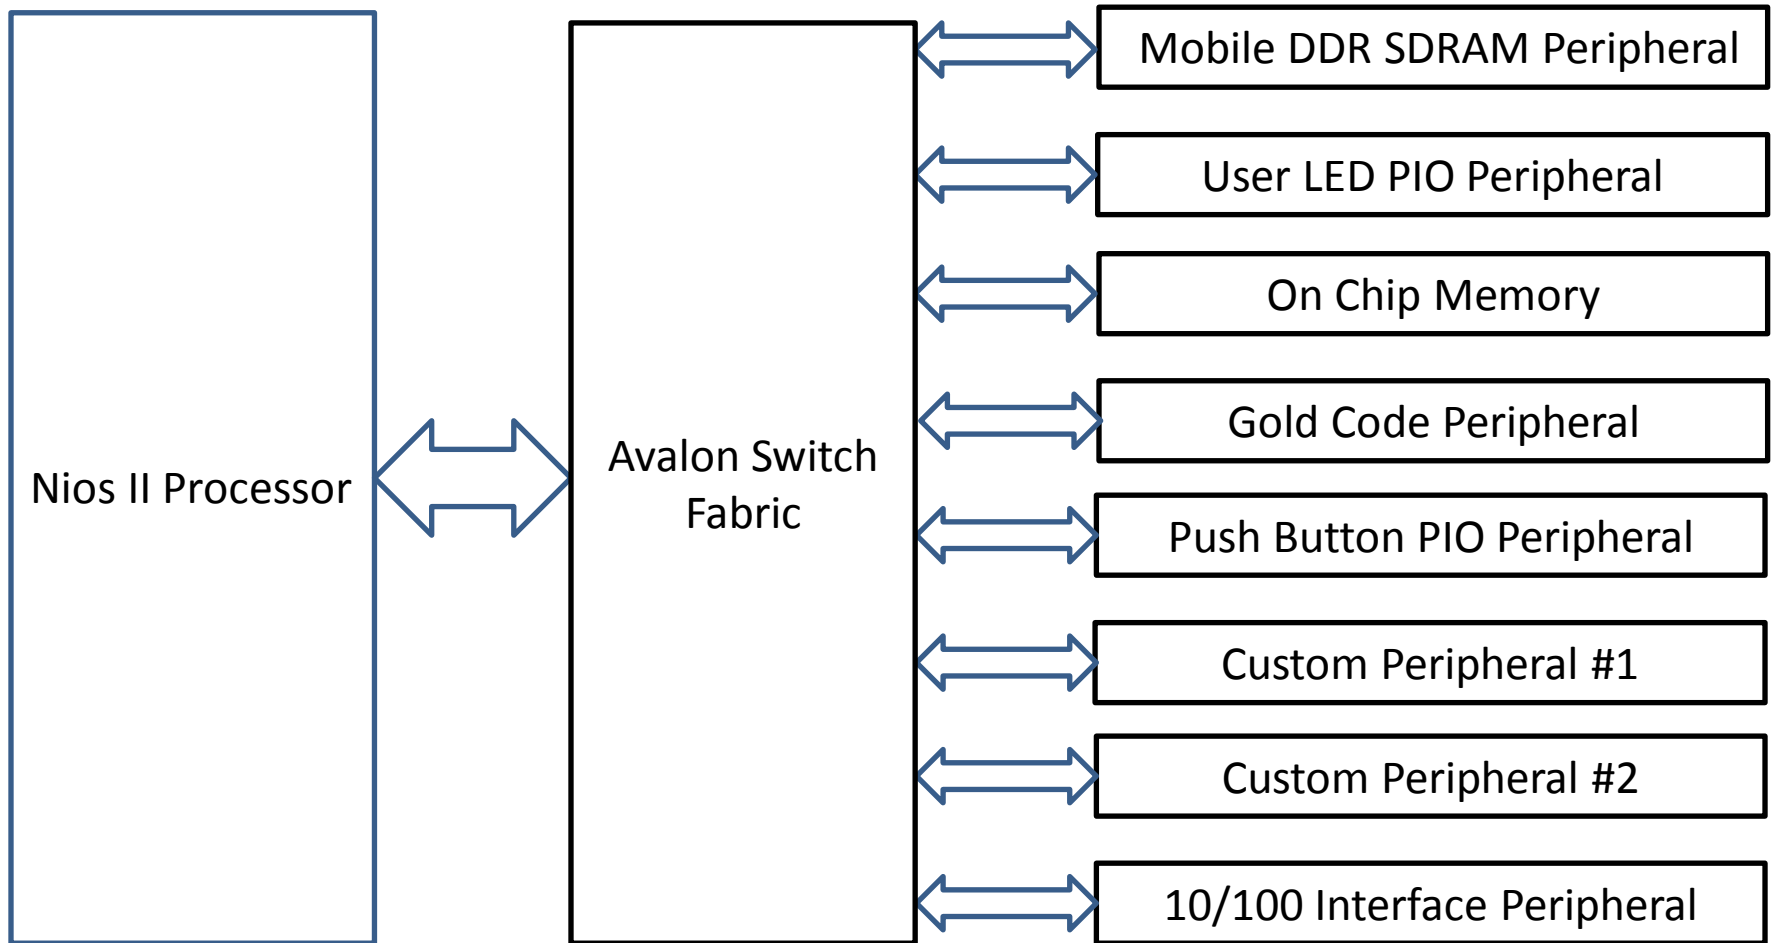 Nios II Processor
Avalon Switch
Fabric
Mobile DDR SDRAM Peripheral
User LED PIO Peripheral
On Chip Memory
Gold Code Peripheral
Push Button PIO Peripheral
Custom Peripheral #1
Custom Peripheral #2
10/100 Interface Peripheral